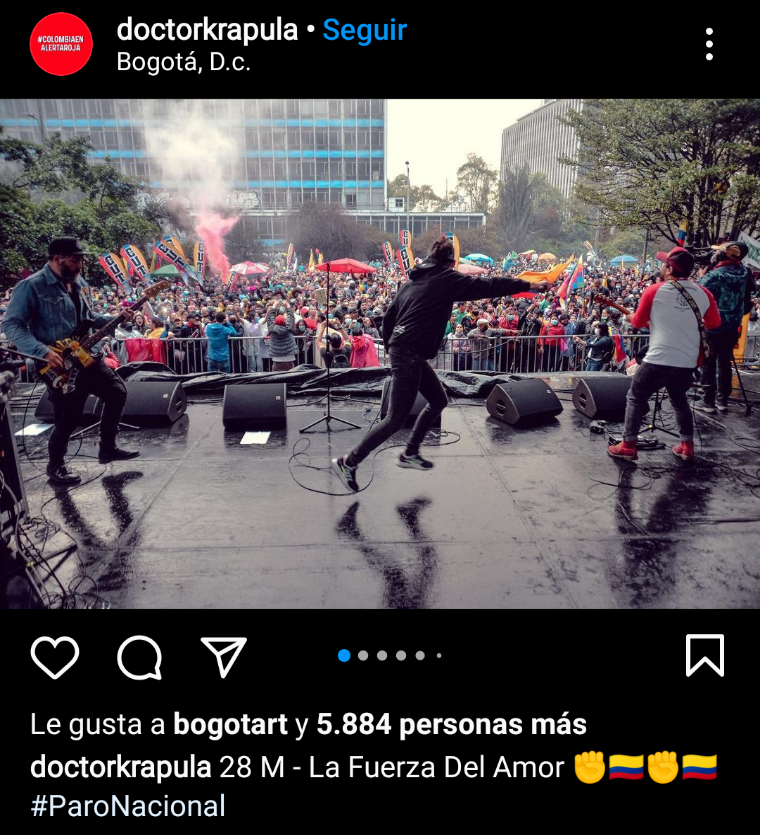 #COLOMBIAEN
ALERTAROJA
doctorkrapula • Seguir
Bogotá, D.c.
Le gusta a bogotart y 5.884 personas más
doctorkrapula 28 M - La Fuerza Del Amor ✊🇨🇴✊🇨🇴
#ParoNacional